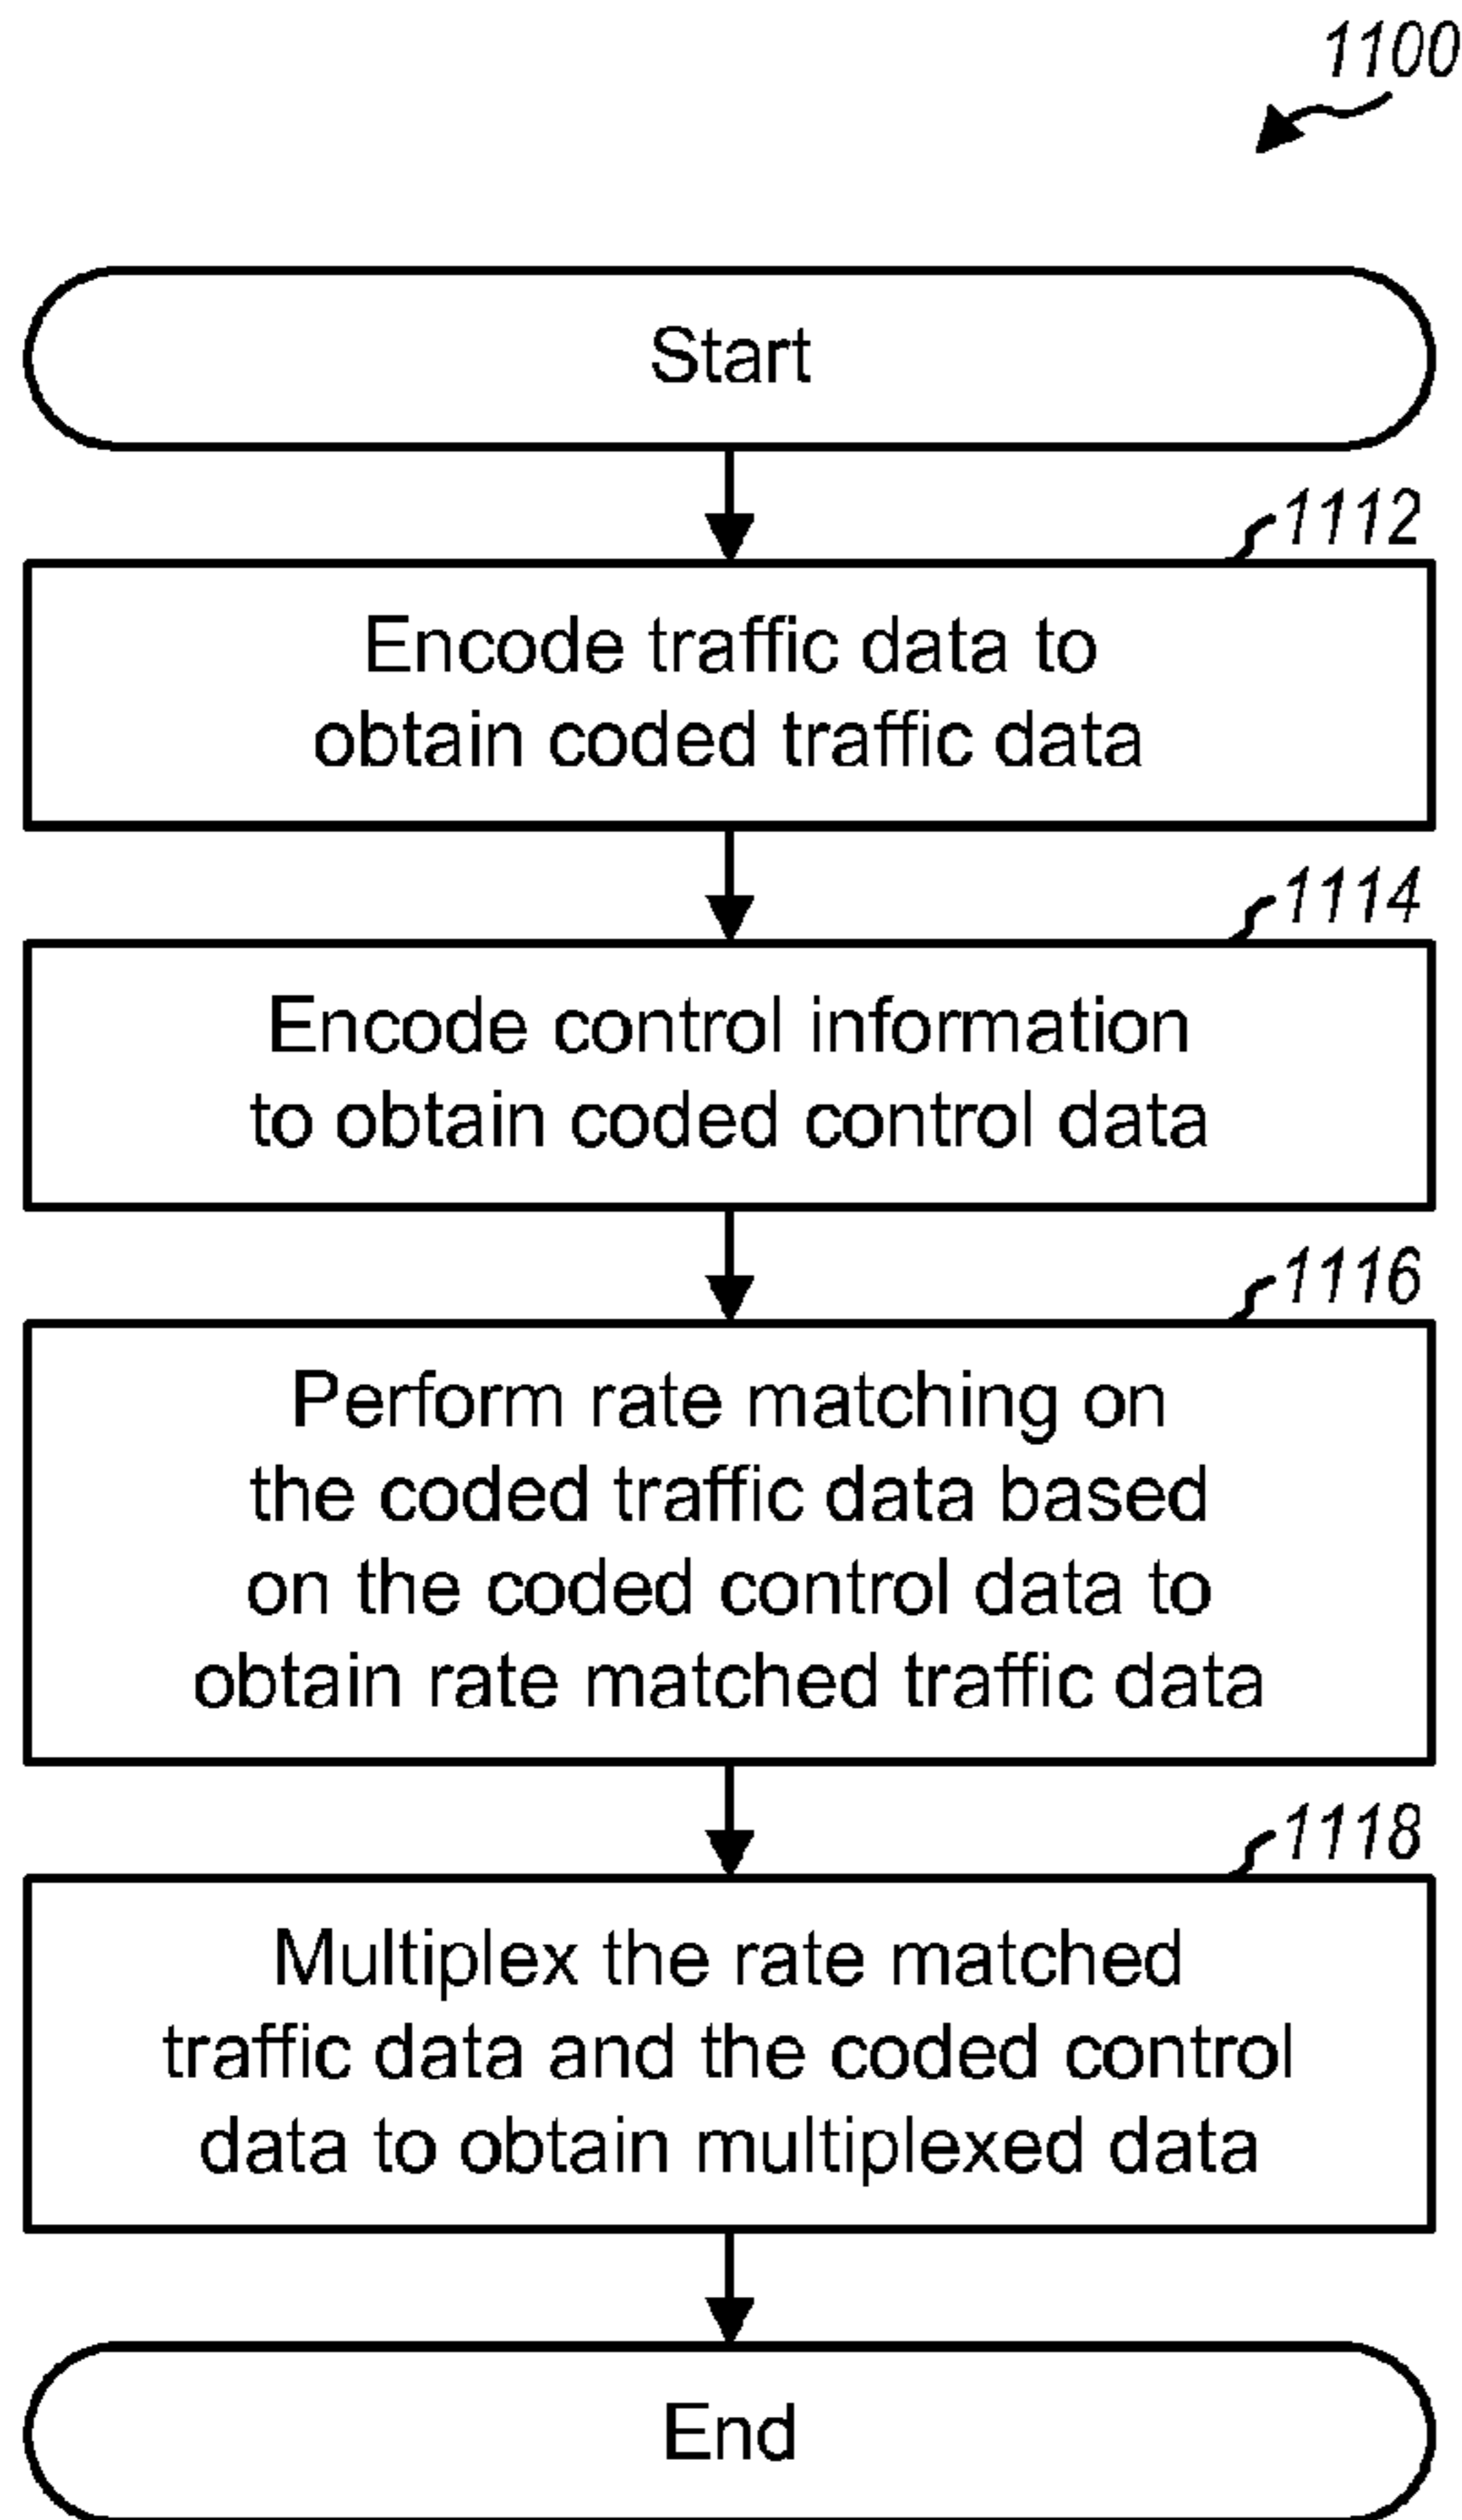 1100
Start
1112
Encode traffic data to
obtain coded traffic data
1114
Encode control information
to obtain coded control data
1116
Perform rate matching on
the coded traffic data based
on the coded control data to
obtain rate matched traffic data
1118
Multiplex the rate matched
traffic data and the coded control
data to obtain multiplexed data
End